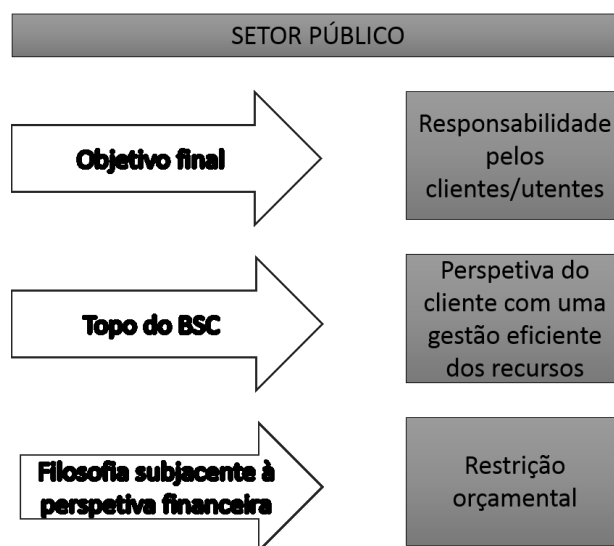 SETOR PÚBLICO
Objetivo final
Responsabilidade
pelos
clientes/utentes
Topo do BSC
Perspetiva do
cliente com uma
gestão eficiente
dos recursos
Filosofia subjacente à
perspetiva financeira
Restrição
orçamental